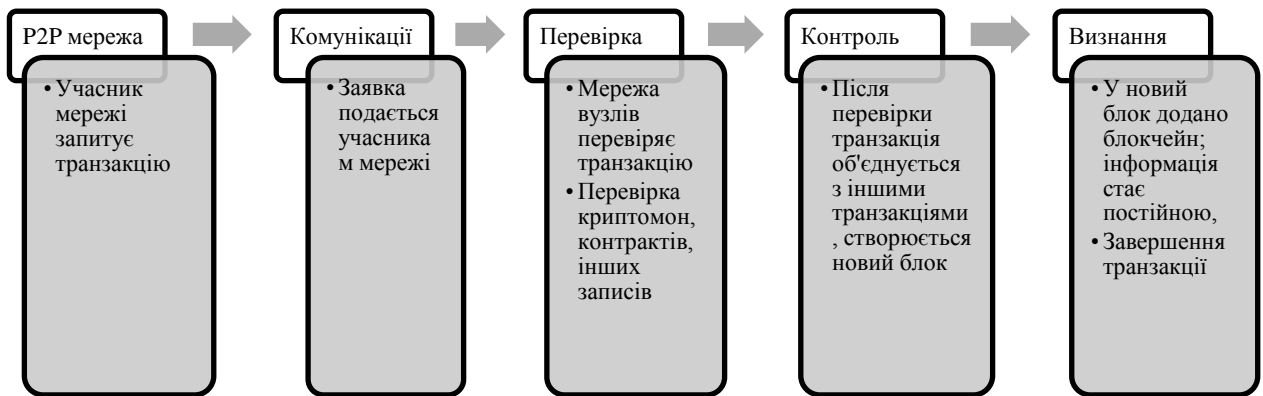 P2P мережа
• Учасник
мережі
запитує
транзакцію
Комунікації
• Заявка
подається
учасника
м мережі
Перевірка
• Мережа
вузлів
перевіряє
транзакцію
• Перевірка
криптомон,
контрактів,
інших
записів
Контроль
• Після
перевірки
транзакція
об'єднується
з іншими
транзакціями
, створюється
новий блок
Визнання
• У новий
блок додано
блокчейн;
інформація
стає
постійною,
• Завершення
транзакції